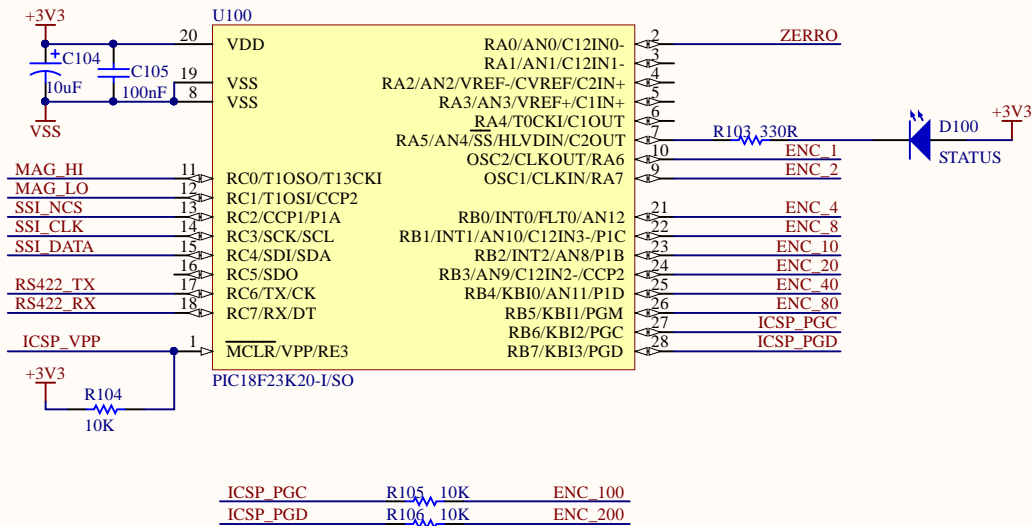 U100
+3V3
20 VDD
C104
10uF
C105
100nF
19 VSS
8 VSS
VSS
MAG_HI 11 RC0/T1OSO/T13CKI
MAG_LO 12 RC1/T1OSI/CCP2
SSI_NCS 13 RC2/CCP1/P1A
SSI_CLK 14 RC3/SCK/SCL
SSI_DATA 15 RC4/SDI/SDA
16 RC5/SDO
RS422_TX 17 RC6/TX/CK
RS422_RX 18 RC7/RX/DT
ICSP_VPP 1 MCLR/VPP/RE3
+3V3
R104
10K
RA0/AN0/C12IN0- 2 ZERRO
RA1/AN1/C12IN1- 3
RA2/AN2/VREF-/CVREF/C2IN+ 4
RA3/AN3/VREF+/C1IN+ 5
RA4/T0CKI/C1OUT 6
RA5/AN4/SS/HLVDIN/C2OUT 7 R103 330R
OSC2/CLKOUT/RA6 10 ENC_1
OSC1/CLKIN/RA7 9 ENC_2
+3V3
D100
STATUS
RB0/INT0/FLT0/AN12 21 ENC_4
RB1/INT1/AN10/C12IN3-/P1C 22 ENC_8
RB2/INT2/AN8/P1B 23 ENC_10
RB3/AN9/C12IN2-/CCP2 24 ENC_20
RB4/KBI0/AN11/P1D 25 ENC_40
RB5/KBI1/PGM 26 ENC_80
RB6/KBI2/PGC 27 ICSP_PGC
RB7/KBI3/PGD 28 ICSP_PGD
PIC18F23K20-I/SO
ICSP_PGC R105 10K ENC_100
ICSP_PGD R106 10K ENC_200